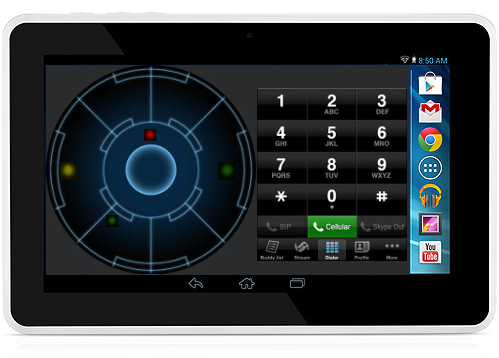 8:50 AM
1 2 3
ABC DEF
4 5 6
GHI JKL MNO
7 8 9
PQRS TUV WXYZ
* 0 #
+
SIP Cellular Skype Out
Buddy list Stream Dialer Profile More
You
Tube